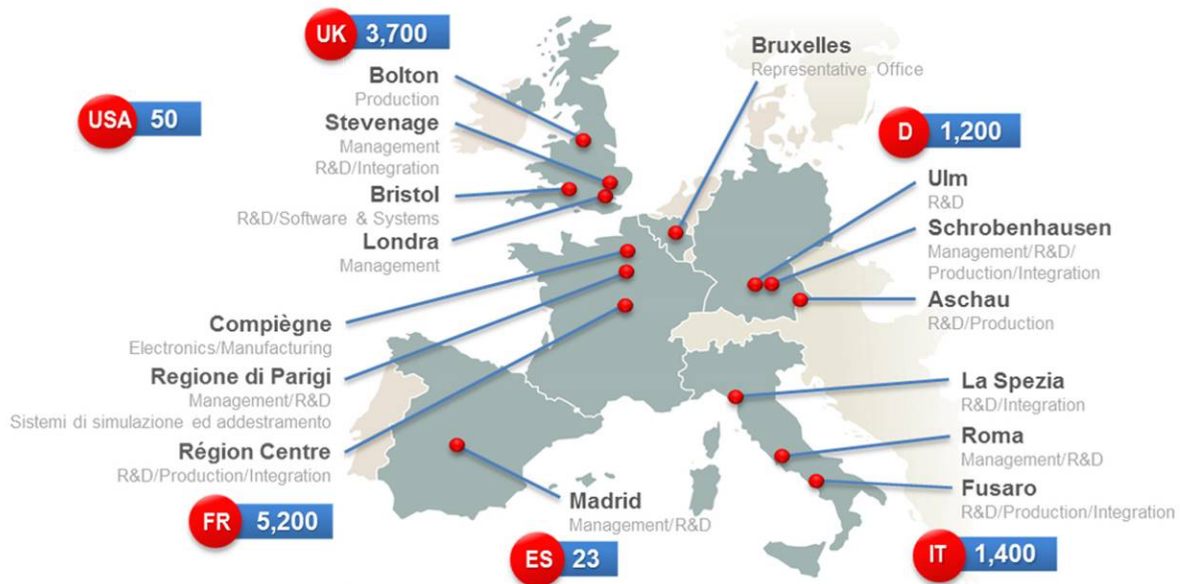 UK 3,700
Bolton
Production
Stevenage
Management
R&D/Integration
Bristol
R&D/Software & Systems
Londra
Management
USA 50
Bruxelles
Representative Office
D 1,200
Ulm
R&D
Schrobenhausen
Management/R&D/
Production/Integration
Aschau
R&D/Production
Compiègne
Electronics/Manufacturing
Regione di Parigi
Management/R&D
Sistemi di simulazione ed addestramento
Région Centre
R&D/Production/Integration
FR 5,200
Madrid
Management/R&D
ES 23
La Spezia
R&D/Integration
Roma
Management/R&D
Fusaro
R&D/Production/Integration
IT 1,400